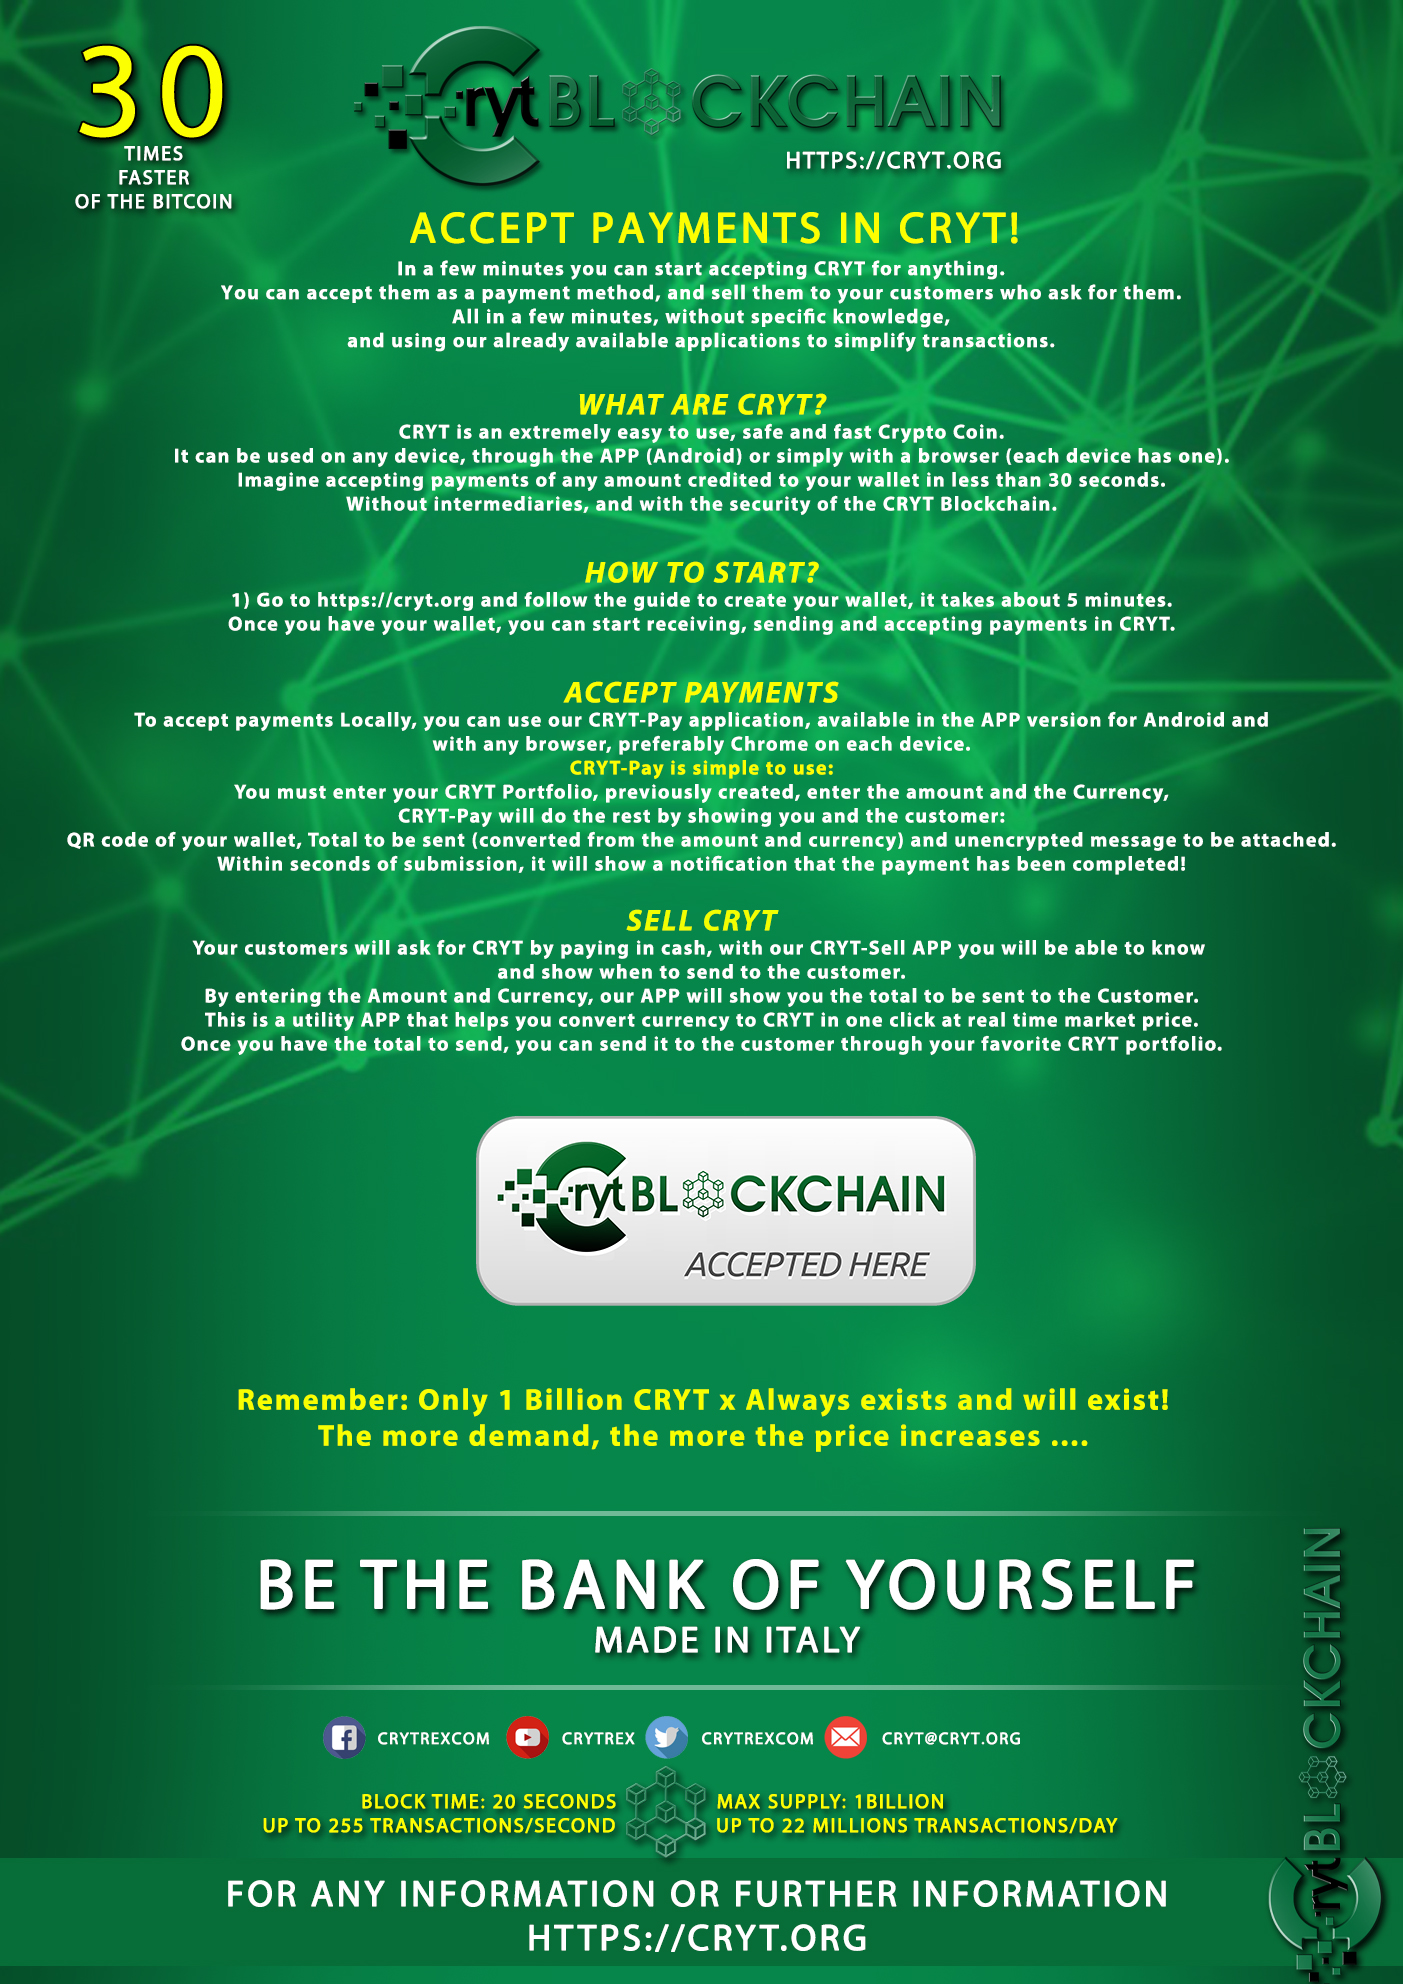 30
TIMES
FASTER
OF THE BITCOIN
Cryt BLOCKCHAIN
HTTPS://CRYT.ORG
ACCEPT PAYMENTS IN CRYT!
In a few minutes you can start accepting CRYT for anything.
You can accept them as a payment method, and sell them to your customers who ask for them.
All in a few minutes, without specific knowledge,
and using our already available applications to simplify transactions.
WHAT ARE CRYT?
CRYT is an extremely easy to use, safe and fast Crypto Coin.
It can be used on any device, through the APP (Android) or simply with a browser (each device has one).
Imagine accepting payments of any amount credited to your wallet in less than 30 seconds.
Without intermediaries, and with the security of the CRYT Blockchain.
HOW TO START?
1) Go to https://cryt.org and follow the guide to create your wallet, it takes about 5 minutes.
Once you have your wallet, you can start receiving, sending and accepting payments in CRYT.
ACCEPT PAYMENTS
To accept payments Locally, you can use our CRYT-Pay application, available in the APP version for Android and
with any browser, preferably Chrome on each device.
CRYT-Pay is simple to use:
You must enter your CRYT Portfolio, previously created, enter the amount and the Currency,
CRYT-Pay will do the rest by showing you and the customer:
QR code of your wallet, Total to be sent (converted from the amount and currency) and unencrypted message to be attached.
Within seconds of submission, it will show a notification that the payment has been completed!
SELL CRYT
Your customers will ask for CRYT by paying in cash, with our CRYT-Sell APP you will be able to know
and show when to send to the customer.
By entering the Amount and Currency, our APP will show you the total to be sent to the Customer.
This is a utility APP that helps you convert currency to CRYT in one click at real time market price.
Once you have the total to send, you can send it to the customer through your favorite CRYT portfolio.
Cryt BLOCKCHAIN
ACCEPTED HERE
Remember: Only 1 Billion CRYT x Always exists and will exist!
The more demand, the more the price increases ....
BE THE BANK OF YOURSELF
MADE IN ITALY
CRYTREXCOM CRYTREX CRYTREXCOM CRYT@CRYT.ORG
BLOCK TIME: 20 SECONDS MAX SUPPLY: 1BILLION
UP TO 255 TRANSACTIONS/SECOND UP TO 22 MILLIONS TRANSACTIONS/DAY
FOR ANY INFORMATION OR FURTHER INFORMATION
HTTPS://CRYT.ORG
Cryt BLOCKCHAIN